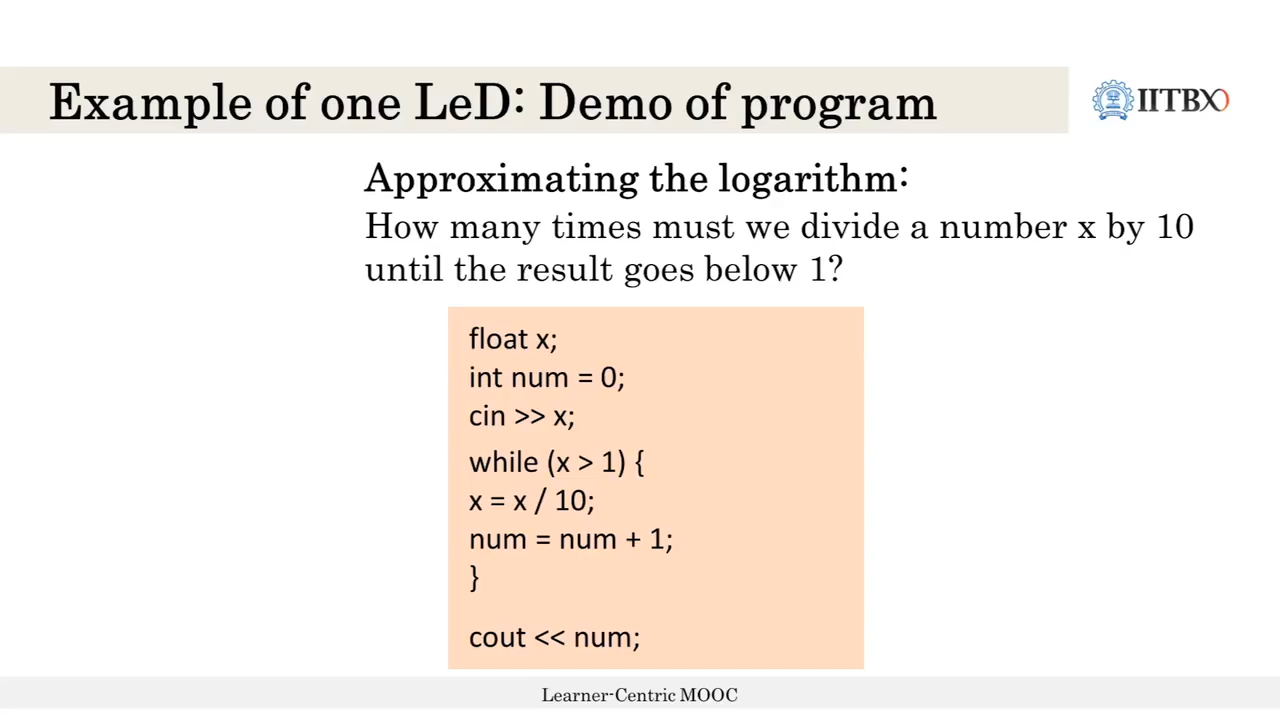 Example of one LeD: Demo of program
IITBX
Approximating the logarithm:
How many times must we divide a number x by 10
until the result goes below 1?
float x;
int num = 0;
cin >> x;
while (x > 1) {
x = x / 10;
num = num + 1;
}
cout << num;
Learner-Centric MOOC